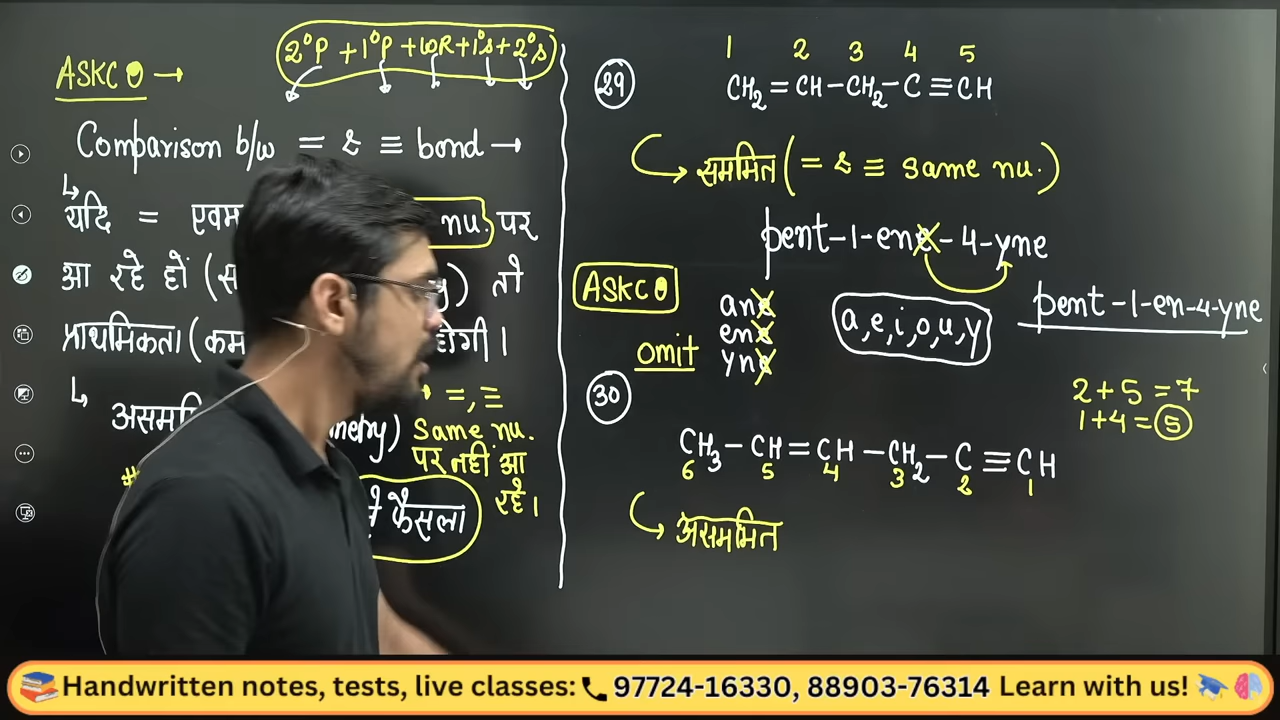 2°P + 1°P + WR + 1°s + 2°s
ASKCO →
Comparison b/w = & ≡ bond →
↳ यदि = एवम nu. पर
आ रहे हों (स y) तो
प्राथमिकता (कम होगी।
↳ असममि metry) → =, ≡
Same nu.
पर नहीं आ
रहे।
# फैसला
29
1 2 3 4 5
CH₂ = CH – CH₂ – C ≡ CH
सममित (= & ≡ same nu.)
pent-1-ene-4-yne
ASKCO
ane
ene
yne
omit
a,e,i,o,u,y
pent-1-en-4-yne
30
2+5 = 7
1+4 = 5
CH₃ – CH = CH – CH₂ – C ≡ CH
6 5 4 3 2 1
असममित
Handwritten notes, tests, live classes: 97724-16330, 88903-76314 Learn with us!